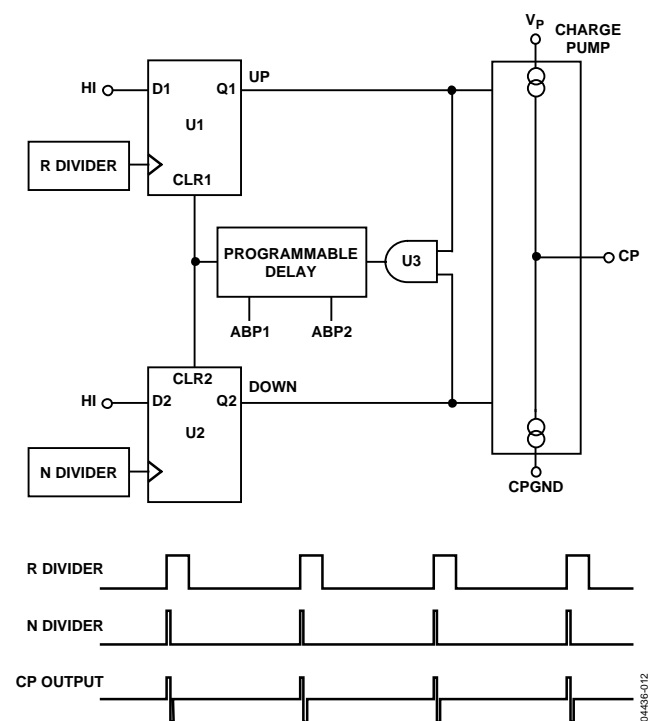 VP
CHARGE
PUMP
HI
D1
Q1
UP
U1
R DIVIDER
CLR1
PROGRAMMABLE
DELAY
U3
CP
ABP1
ABP2
CLR2
DOWN
HI
D2
Q2
U2
N DIVIDER
CPGND
R DIVIDER
N DIVIDER
CP OUTPUT
04436-012